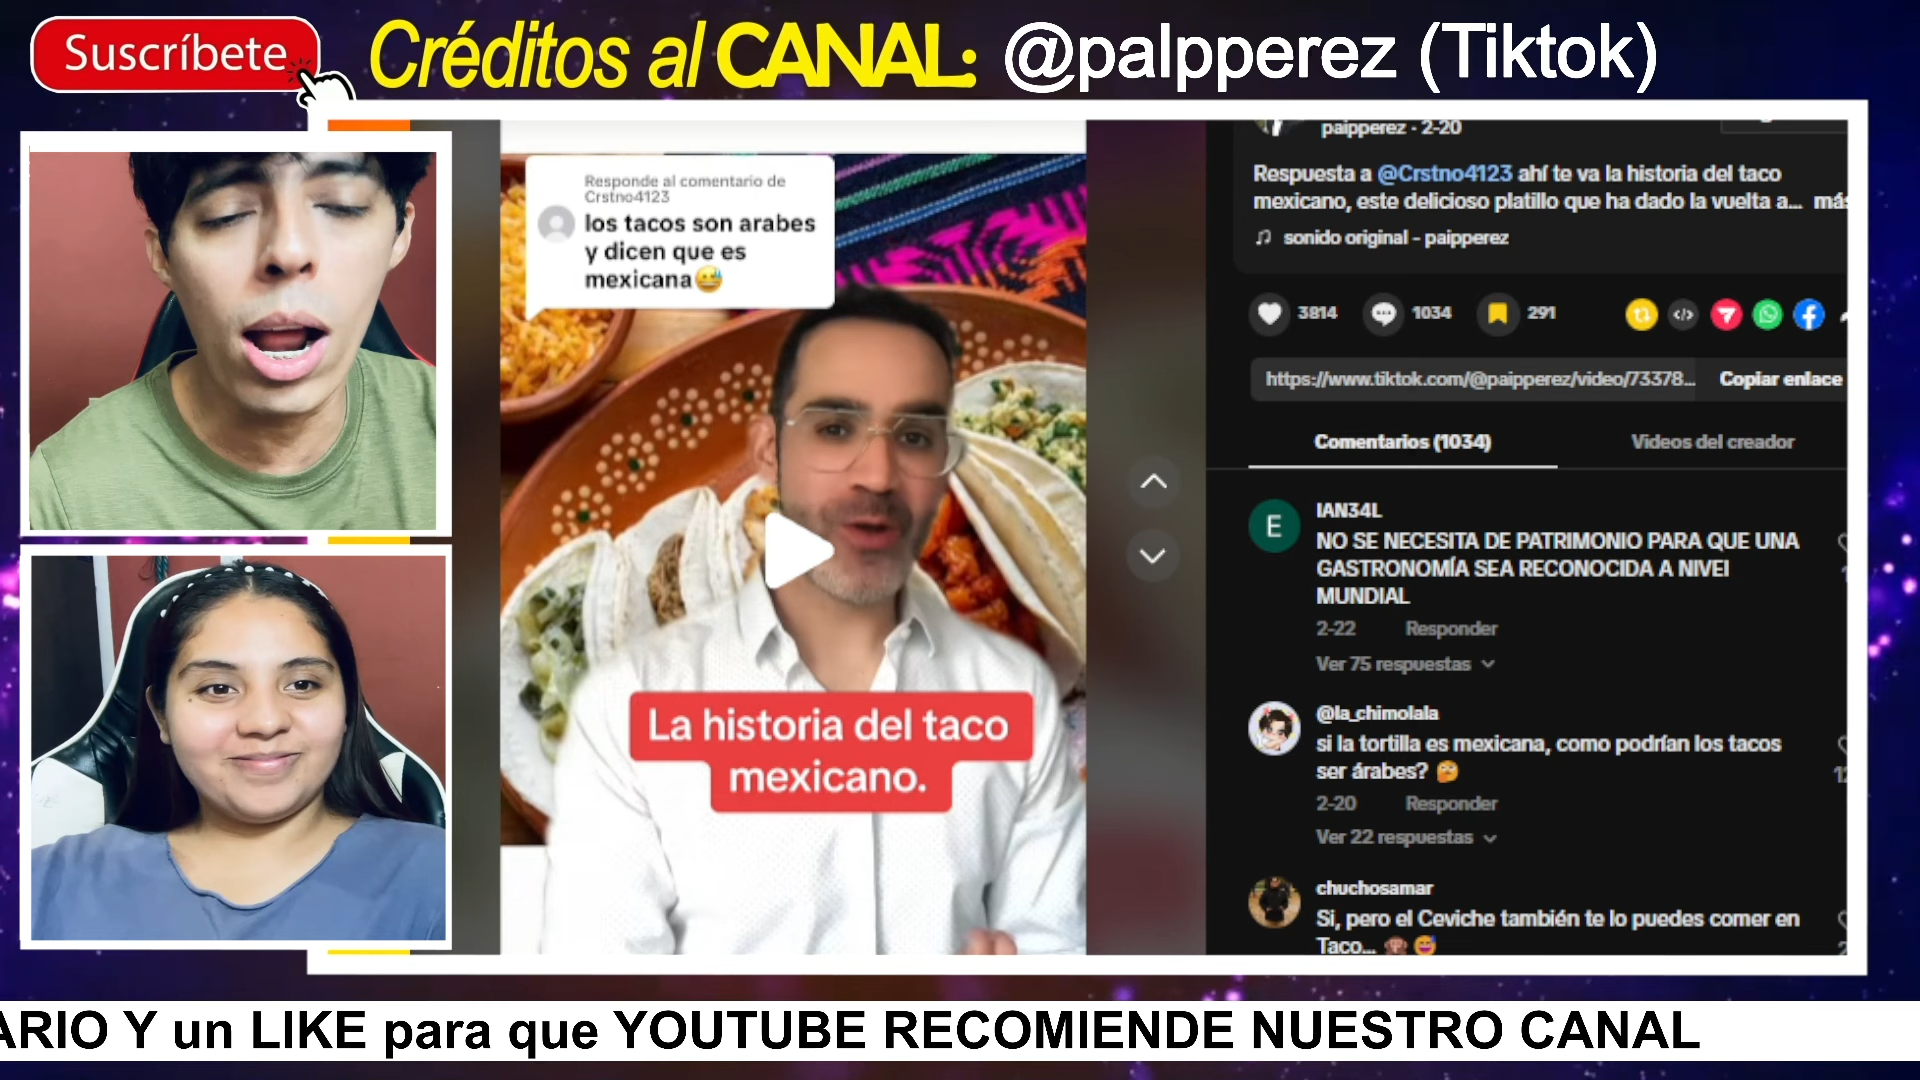 Suscríbete
Créditos al CANAL: @palpperez (Tiktok)
Responde al comentario de
Crstno4123
los tacos son arabes
y dicen que es
mexicana😅
La historia del taco
mexicano.
paipperez · 2-20
Respuesta a @Crstno4123 ahí te va la historia del taco
mexicano, este delicioso platillo que ha dado la vuelta a... más
sonido original - paipperez
3814
1034
291
https://www.tiktok.com/@paipperez/video/73378...
Copiar enlace
Comentarios (1034)
Videos del creador
E
IAN34L
NO SE NECESITA DE PATRIMONIO PARA QUE UNA
GASTRONOMÍA SEA RECONOCIDA A NIVEl
MUNDIAL
2-22 Responder
Ver 75 respuestas
@la_chimolala
si la tortilla es mexicana, como podrían los tacos
ser árabes? 🤔
2-20 Responder
Ver 22 respuestas
chuchosamar
Si, pero el Ceviche también te lo puedes comer en
Taco... 🙊😅
ARIO Y un LIKE para que YOUTUBE RECOMIENDE NUESTRO CANAL